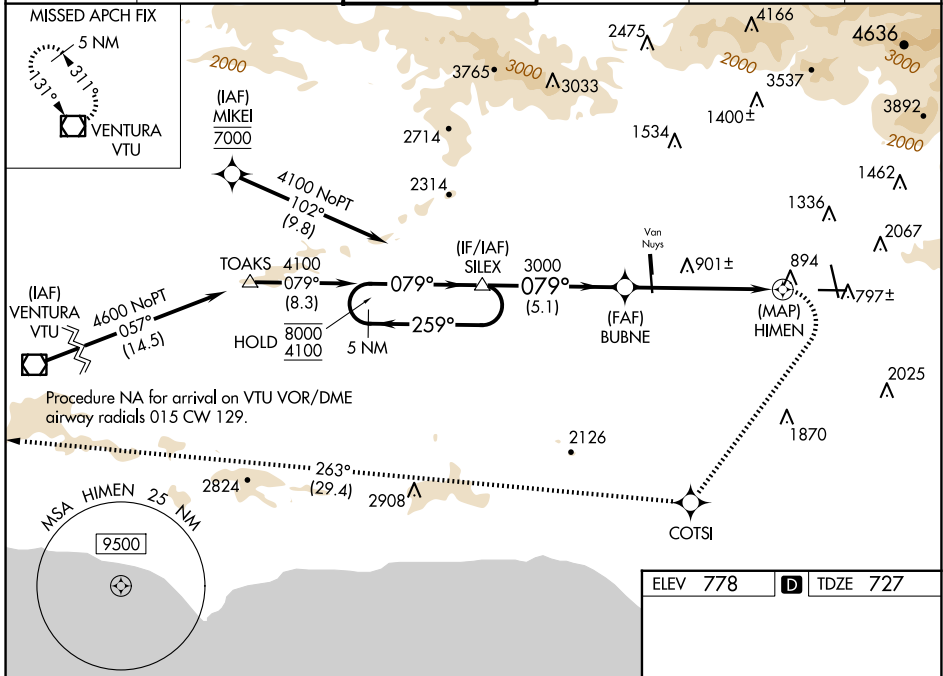 MISSED APCH FIX
5 NM
311°
131°
VENTURA
VTU
2000
(IAF)
MIKEI
7000
4100 NoPT
102°
(9.8)
3765
3000
3033
2714
2314
2475
4166
4636
2000
3537
3000
1400±
3892
1534
2000
1462
1336
2067
TOAKS
4100
079°
(8.3)
079°
(IF/IAF)
SILEX
3000
079°
(5.1)
Van
Nuys
901±
894
797±
(IAF)
VENTURA
VTU
4600 NoPT
057°
(14.5)
HOLD
8000
4100
259°
5 NM
(FAF)
BUBNE
(MAP)
HIMEN
Procedure NA for arrival on VTU VOR/DME
airway radials 015 CW 129.
2025
1870
2126
263°
(29.4)
2824
2908
COTSI
MSA HIMEN 25 NM
9500
ELEV 778 D TDZE 727